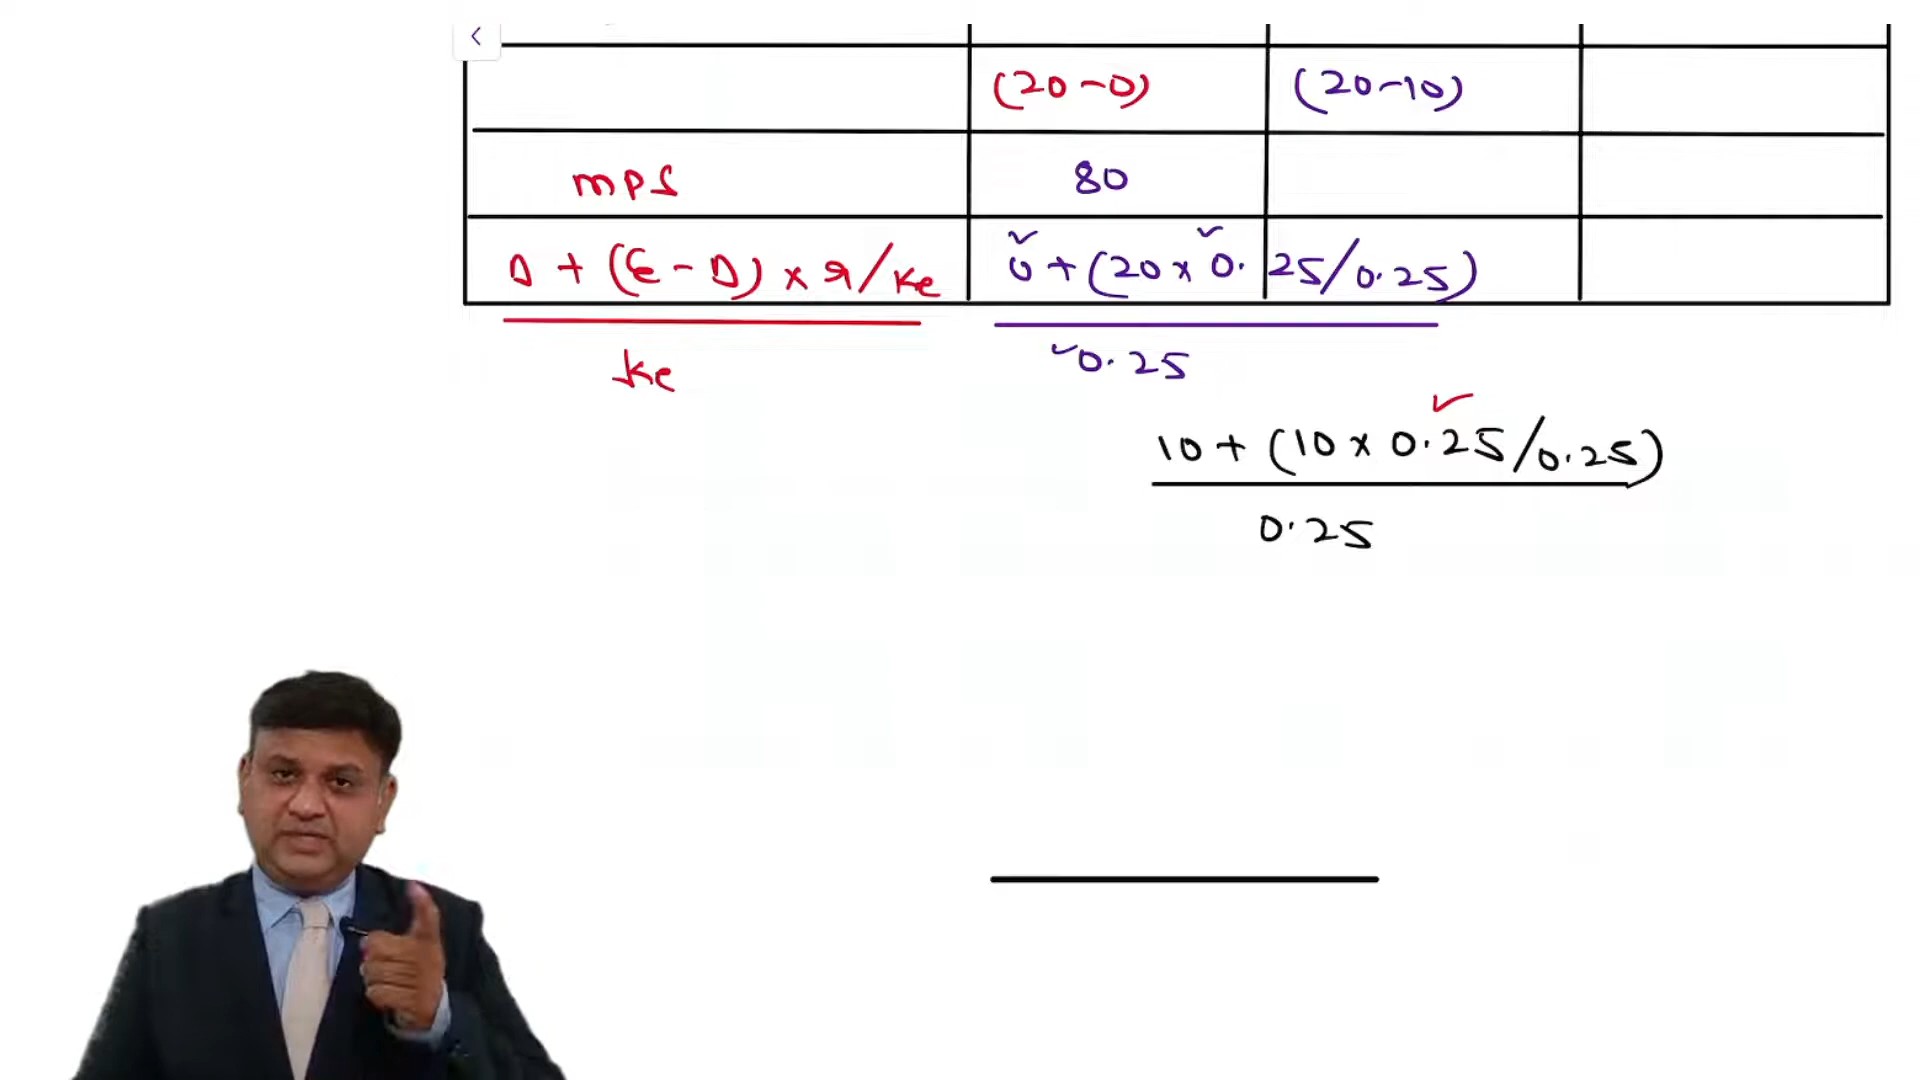 (20-0) (20-10)
mps 80
D + (E - D) × r/ke 0 + (20 × 0.25/0.25)
ke 0.25
10 + (10 × 0.25/0.25)
0.25